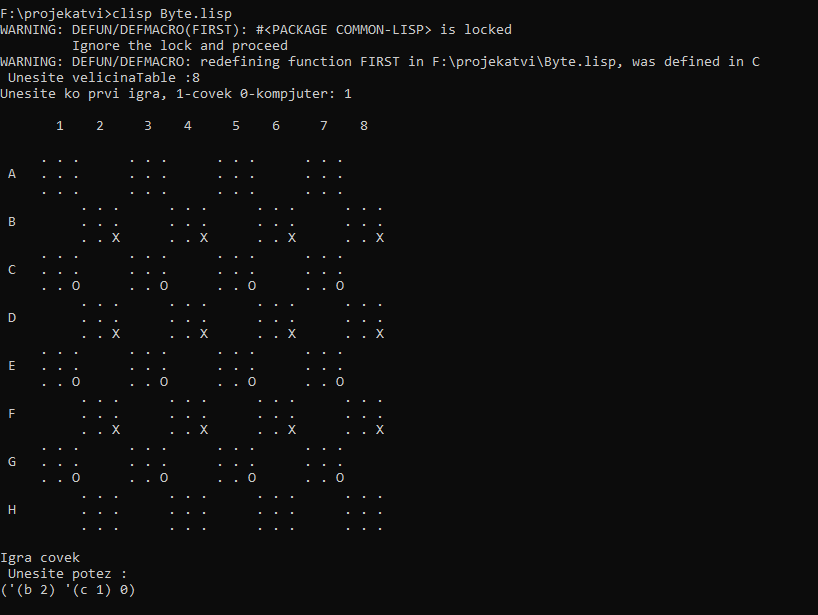 F:\projekatvi>clisp Byte.lisp
WARNING: DEFUN/DEFMACRO(FIRST): #<PACKAGE COMMON-LISP> is locked
         Ignore the lock and proceed
WARNING: DEFUN/DEFMACRO: redefining function FIRST in F:\projekatvi\Byte.lisp, was defined in C
 Unesite velicinaTable :8
Unesite ko prvi igra, 1-covek 0-kompjuter: 1
       1    2     3    4     5    6     7    8
     . . .      . . .      . . .      . . .
 A   . . .      . . .      . . .      . . .
     . . .      . . .      . . .      . . .
          . . .      . . .      . . .      . . .
 B        . . .      . . .      . . .      . . .
          . . X      . . X      . . X      . . X
     . . .      . . .      . . .      . . .
 C   . . .      . . .      . . .      . . .
     . . O      . . O      . . O      . . O
          . . .      . . .      . . .      . . .
 D        . . .      . . .      . . .      . . .
          . . X      . . X      . . X      . . X
     . . .      . . .      . . .      . . .
 E   . . .      . . .      . . .      . . .
     . . O      . . O      . . O      . . O
          . . .      . . .      . . .      . . .
 F        . . .      . . .      . . .      . . .
          . . X      . . X      . . X      . . X
     . . .      . . .      . . .      . . .
 G   . . .      . . .      . . .      . . .
     . . O      . . O      . . O      . . O
          . . .      . . .      . . .      . . .
 H        . . .      . . .      . . .      . . .
          . . .      . . .      . . .      . . .
Igra covek
 Unesite potez :
('(b 2) '(c 1) 0)